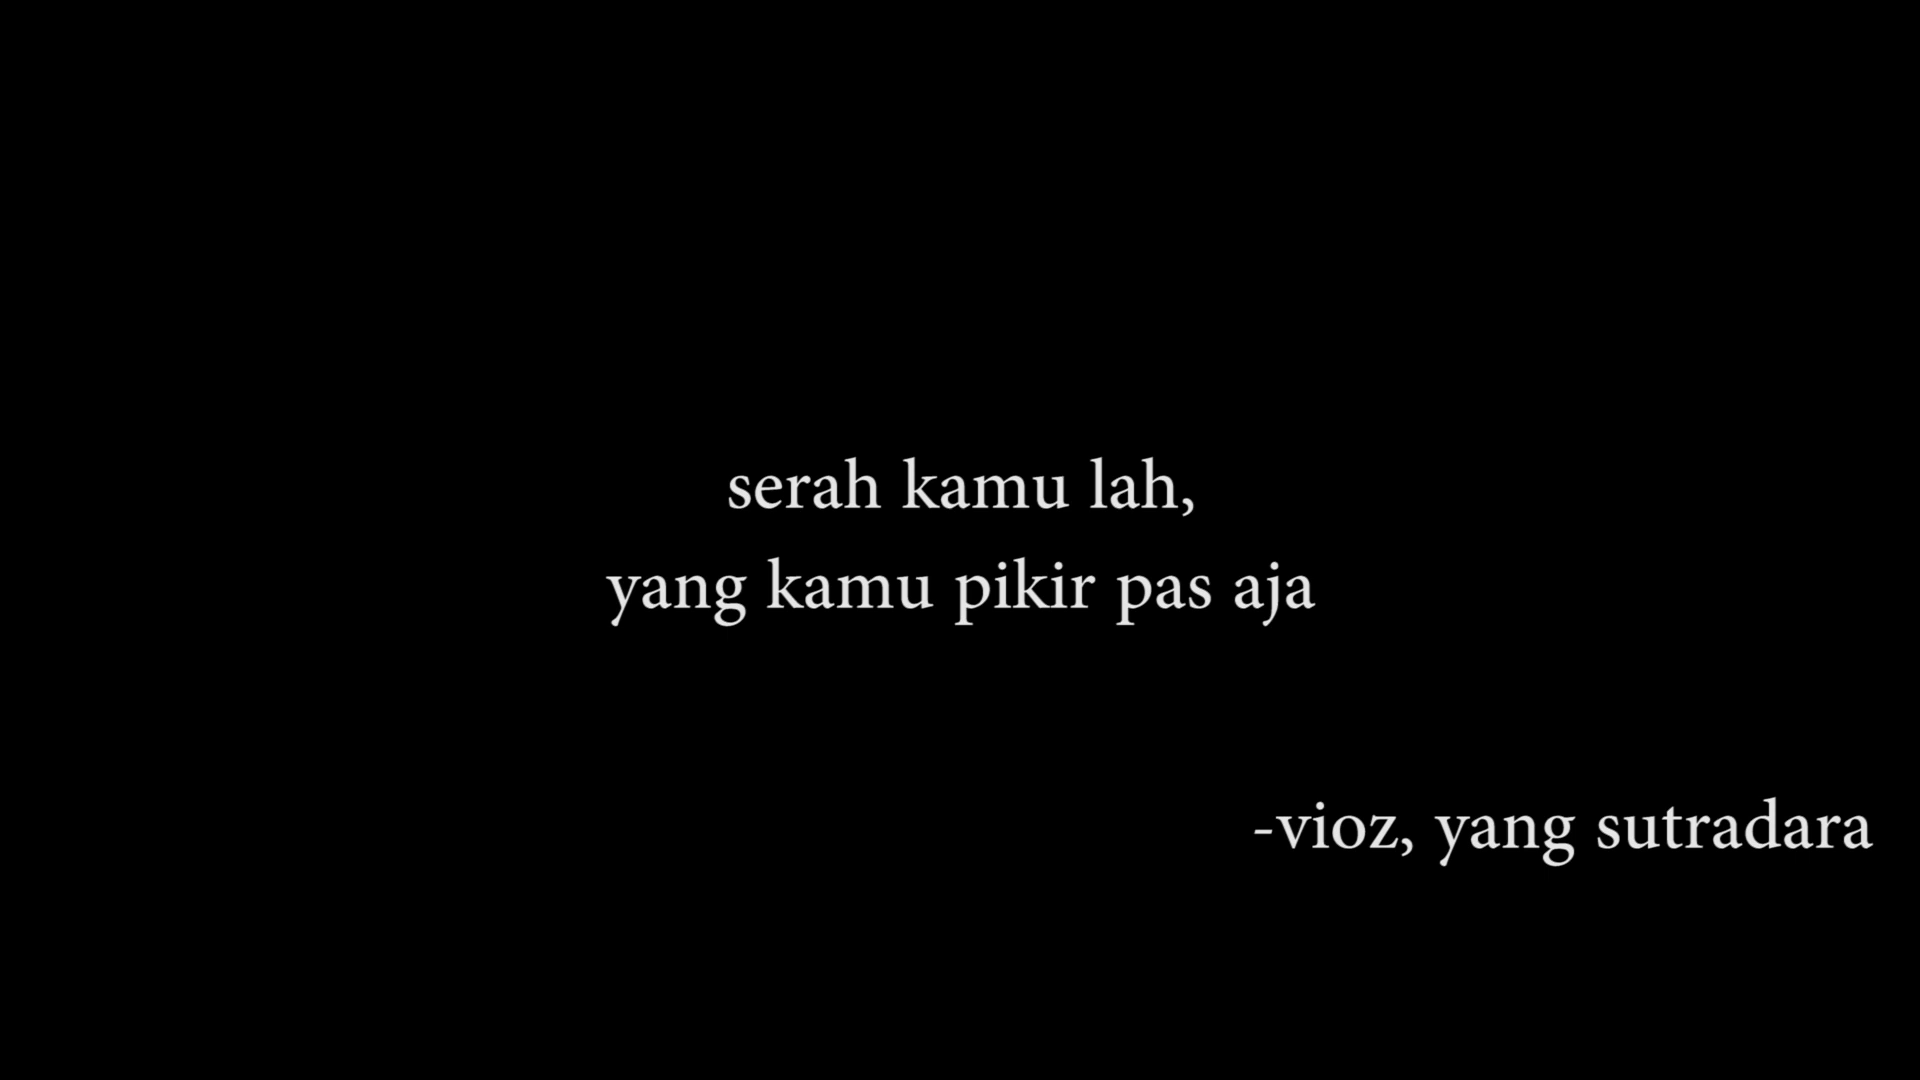 serah kamu lah,
yang kamu pikir pas aja
-vioz, yang sutradara